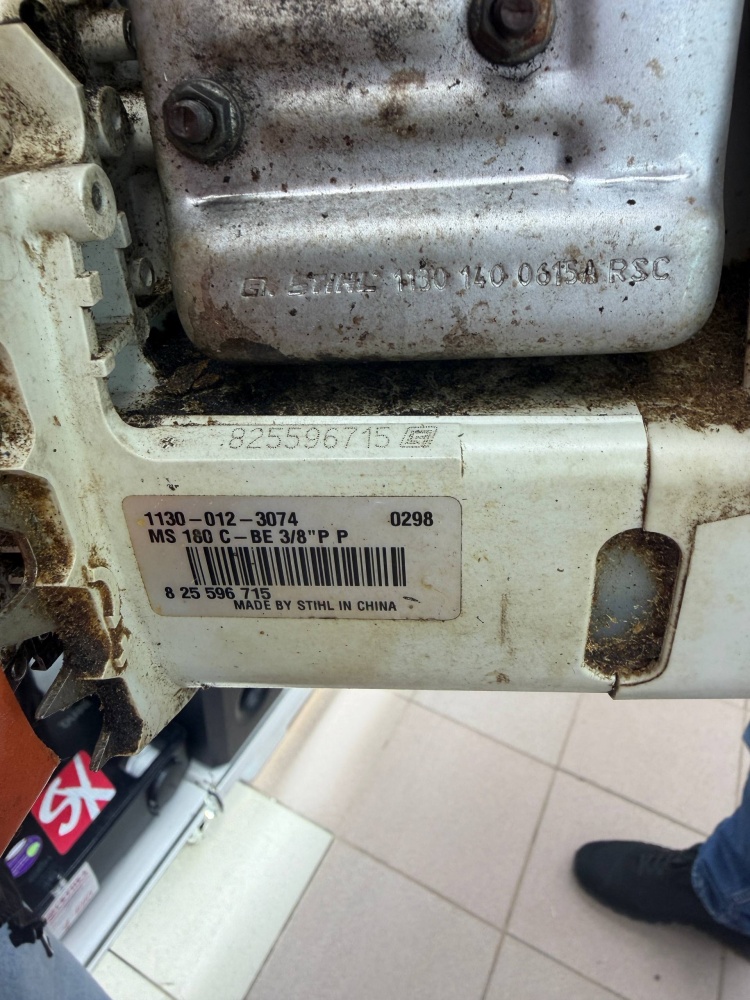 STIHL 1130 140 0615A RSC
825596715
1130-012-3074 0298
MS 180 C-BE 3/8"P P
8 25 596 715
MADE BY STIHL IN CHINA